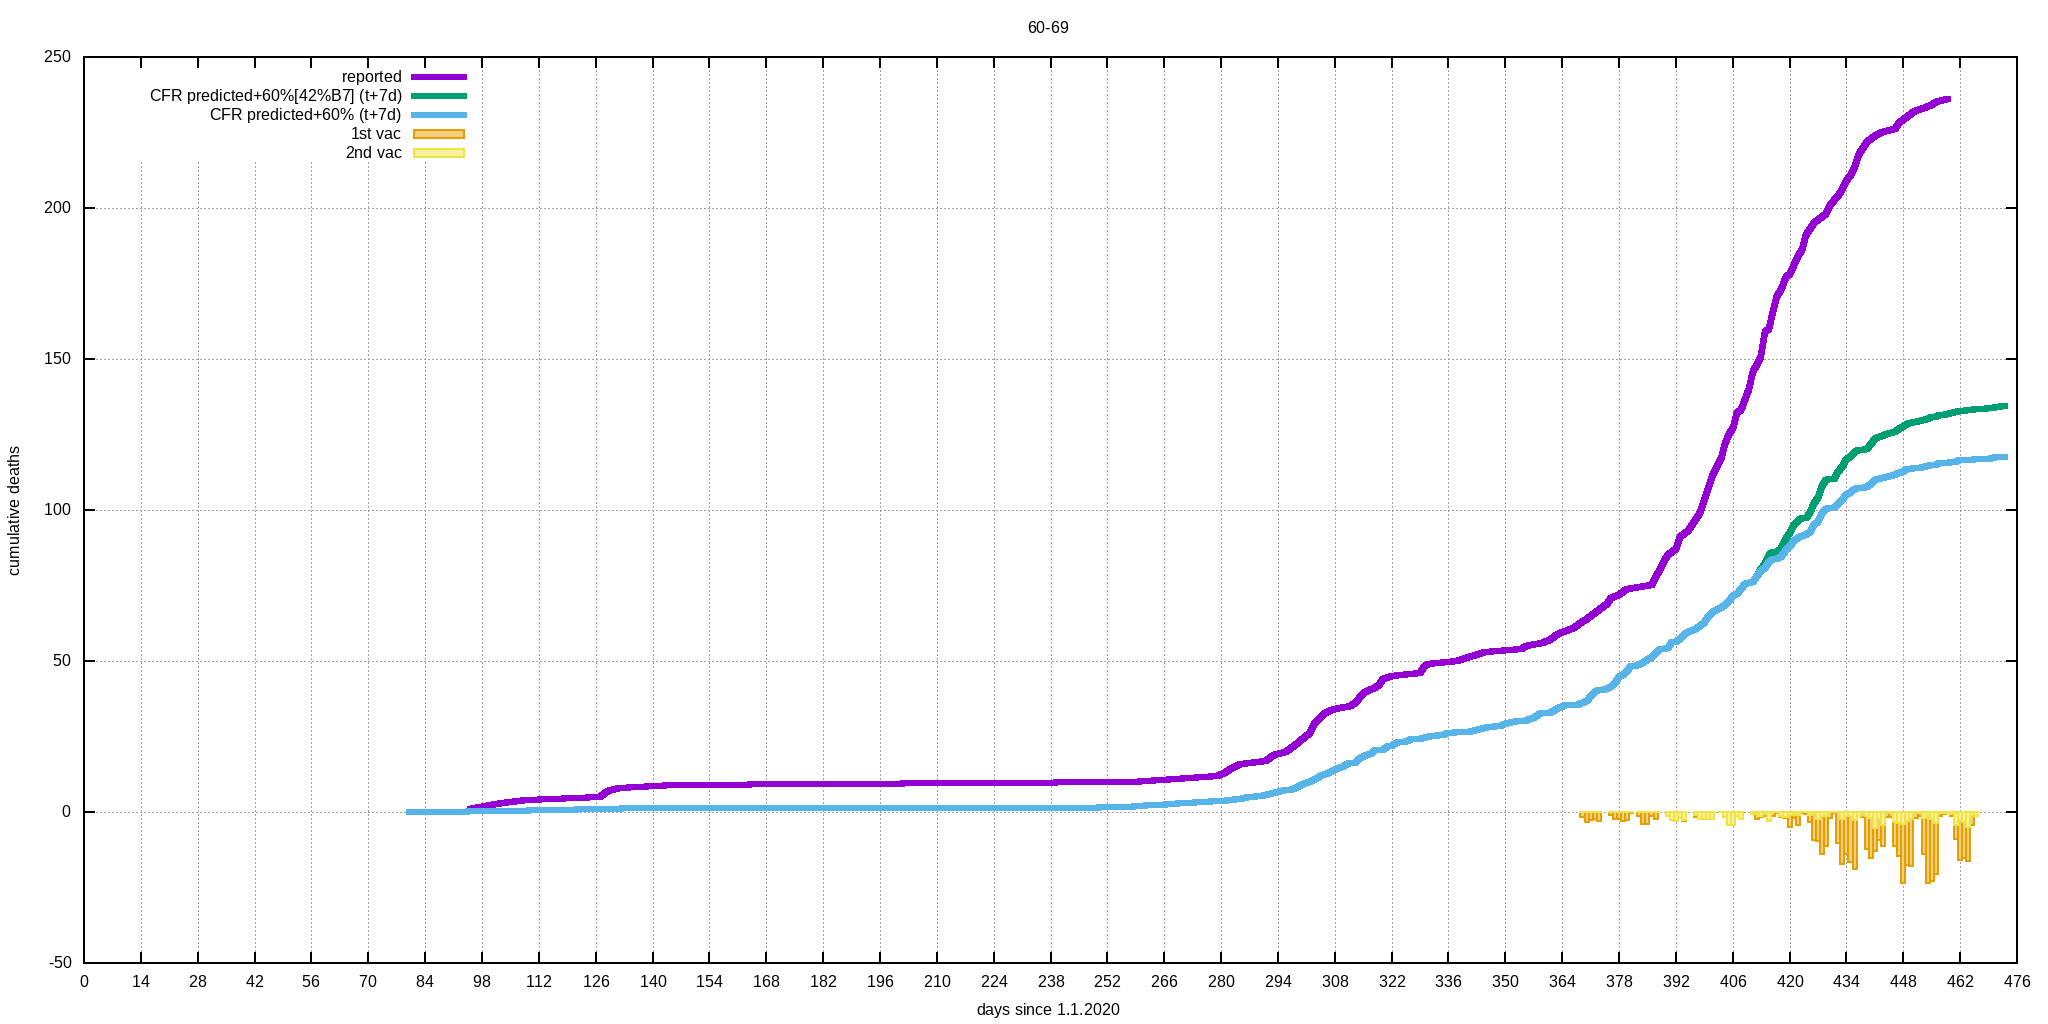 60-69
250
200
150
100
50
0
-50
reported
CFR predicted+60%[42%B7] (t+7d)
CFR predicted+60% (t+7d)
1st vac
2nd vac
cumulative deaths
0 14 28 42 56 70 84 98 112 126 140 154 168 182 196 210 224 238 252 266 280 294 308 322 336 350 364 378 392 406 420 434 448 462 476
days since 1.1.2020